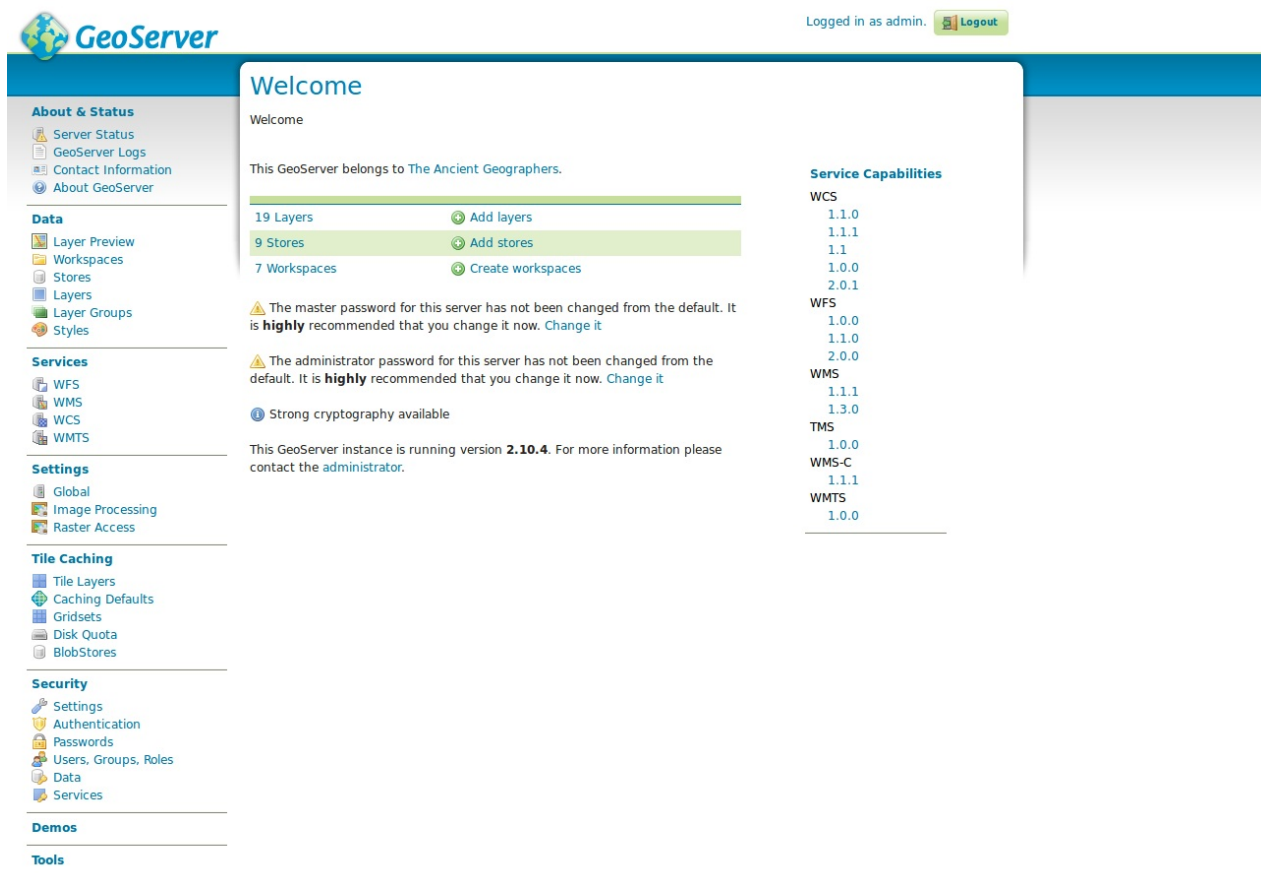 GeoServer
Logged in as admin. Logout
About & Status
Server Status
GeoServer Logs
Contact Information
About GeoServer
Data
Layer Preview
Workspaces
Stores
Layers
Layer Groups
Styles
Services
WFS
WMS
WCS
WMTS
Settings
Global
Image Processing
Raster Access
Tile Caching
Tile Layers
Caching Defaults
Gridsets
Disk Quota
BlobStores
Security
Settings
Authentication
Passwords
Users, Groups, Roles
Data
Services
Demos
Tools
Welcome
Welcome
This GeoServer belongs to The Ancient Geographers.
19 Layers Add layers
9 Stores Add stores
7 Workspaces Create workspaces
The master password for this server has not been changed from the default. It
is highly recommended that you change it now. Change it
The administrator password for this server has not been changed from the
default. It is highly recommended that you change it now. Change it
Strong cryptography available
This GeoServer instance is running version 2.10.4. For more information please
contact the administrator.
Service Capabilities
WCS
1.1.0
1.1.1
1.1
1.0.0
2.0.1
WFS
1.0.0
1.1.0
2.0.0
WMS
1.1.1
1.3.0
TMS
1.0.0
WMS-C
1.1.1
WMTS
1.0.0